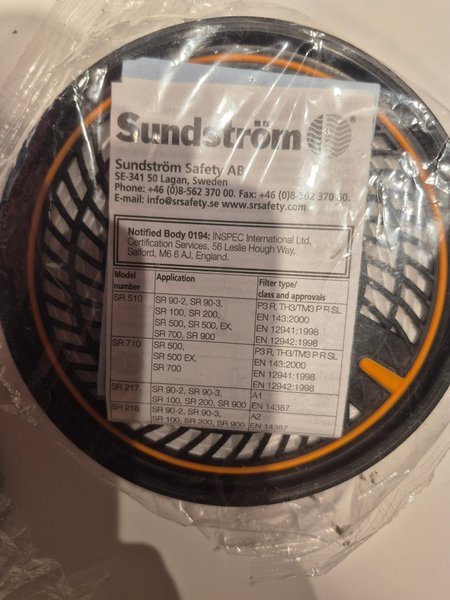 Sundström ®
Sundström Safety AB
SE-341 50 Lagan, Sweden
Phone: +46 (0)8-562 370 00. Fax: +46 (0)8-562 370 60.
E-mail: info@srsafety.se www.srsafety.com
Notified Body 0194: INSPEC International Ltd,
Certification Services, 56 Leslie Hough Way,
Salford, M6 6 AJ, England.
Model number Application Filter type/ class and approvals
SR 510 SR 90-2, SR 90-3, P3 R, TH3/TM3 P R SL
SR 100, SR 200, EN 143:2000
SR 500, SR 500, EX, EN 12941:1998
SR 700, SR 900 EN 12942:1998
SR 710 SR 500, P3 R, TH3/TM3 P R SL
SR 500 EX, EN 143:2000
SR 700 EN 12941:1998
EN 12942:1998
SR 217 SR 90-2, SR 90-3, A1
SR 100, SR 200, SR 900 EN 14387
SR 218 SR 90-2, SR 90-3, A2
SR 100, SR 200, SR 900 EN 14387